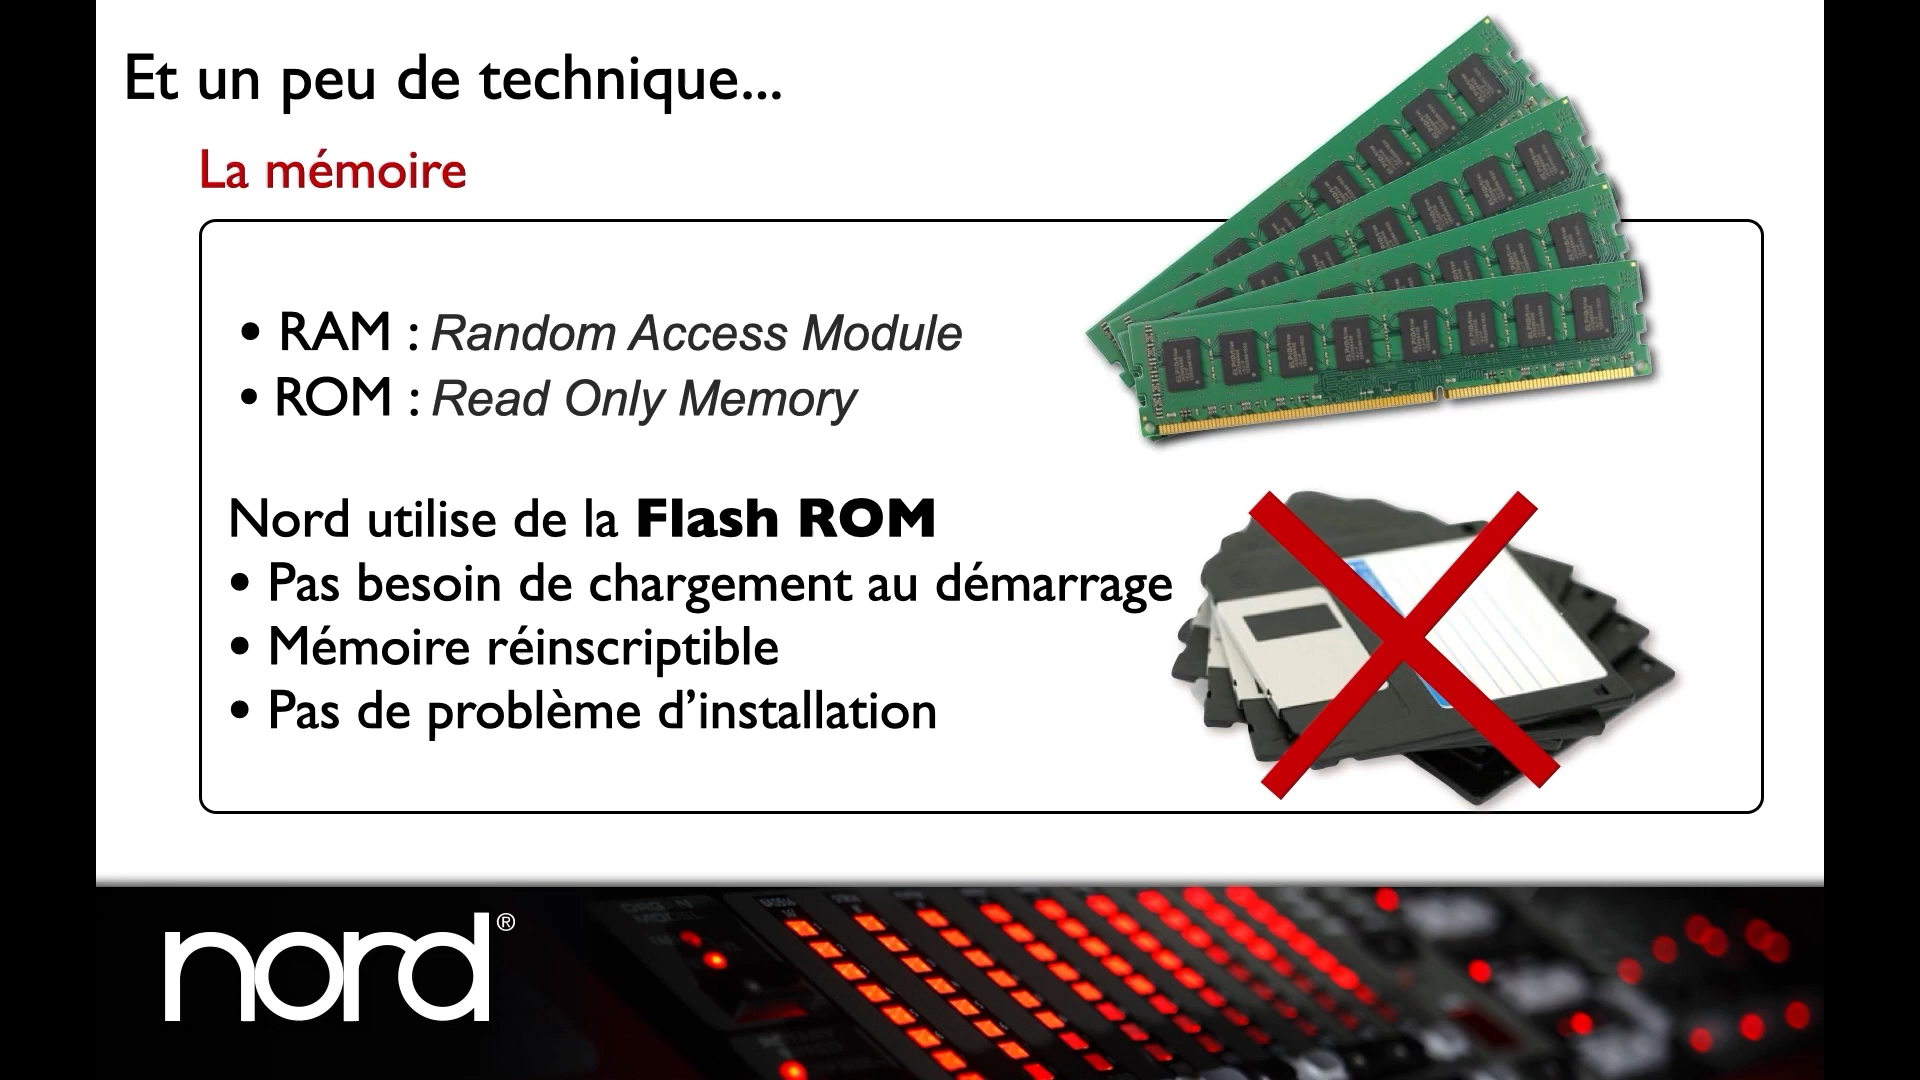 Et un peu de technique...
La mémoire
• RAM : Random Access Module
• ROM : Read Only Memory
Nord utilise de la Flash ROM
• Pas besoin de chargement au démarrage
• Mémoire réinscriptible
• Pas de problème d’installation
nord®